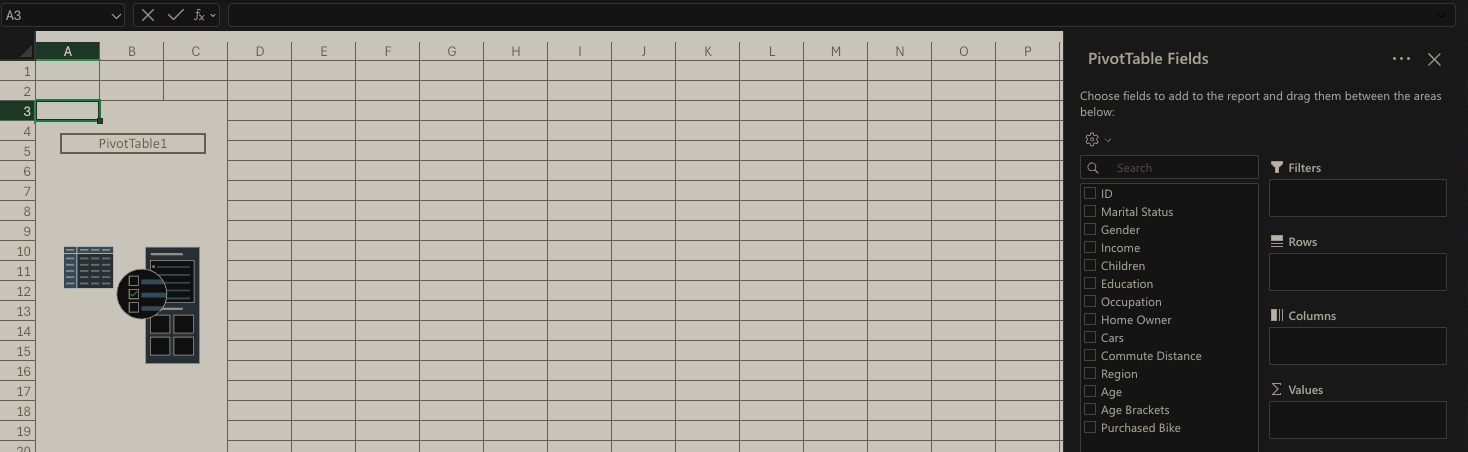 A3
fx
A B C D E F G H I J K L M N O P
1
2
3
4
5
6
7
8
9
10
11
12
13
14
15
16
17
18
19
20
PivotTable1
PivotTable Fields
Choose fields to add to the report and drag them between the areas
below:
Search
ID
Marital Status
Gender
Income
Children
Education
Occupation
Home Owner
Cars
Commute Distance
Region
Age
Age Brackets
Purchased Bike
Filters
Rows
Columns
Σ Values